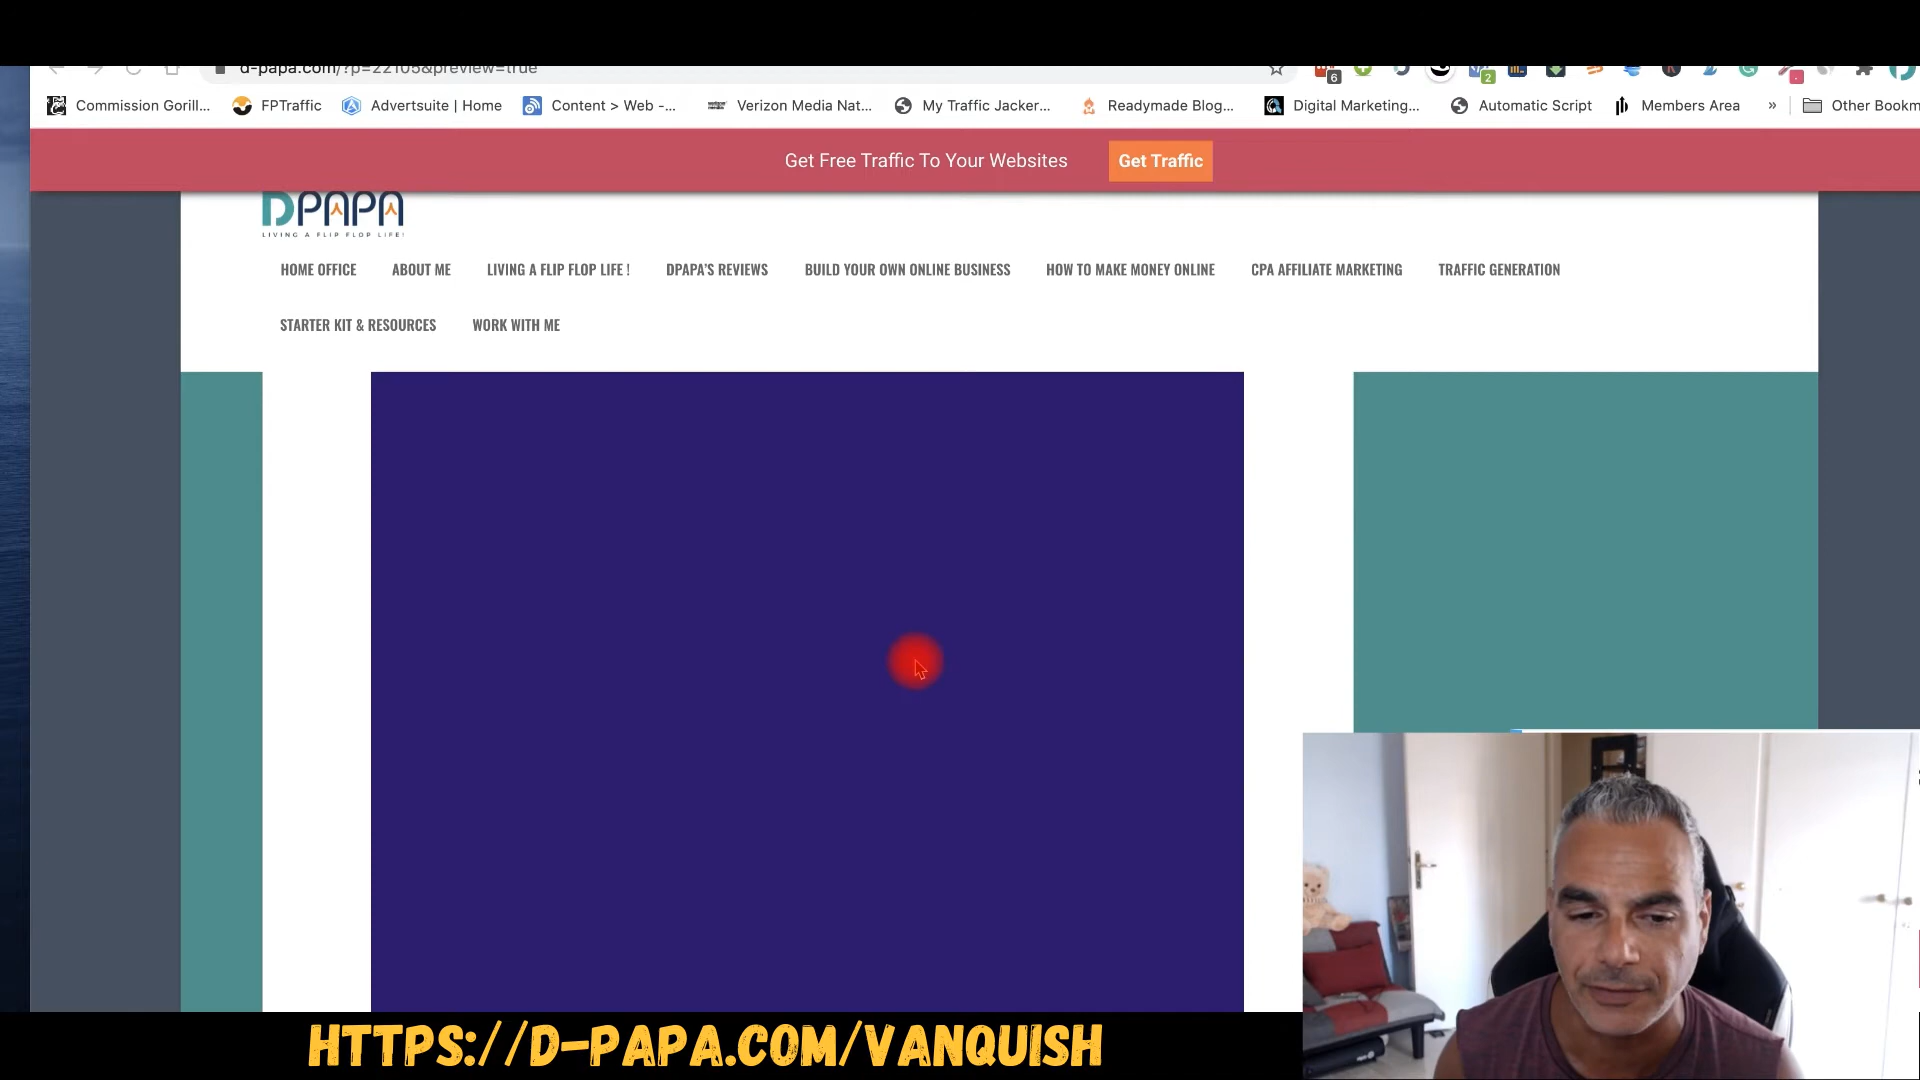 d-papa.com/?p=22105&preview=true
6
2
Commission Gorill...
FPTraffic
Advertsuite | Home
Content > Web -...
Verizon Media Nat...
My Traffic Jacker...
Readymade Blog...
Digital Marketing...
Automatic Script
Members Area
»
Other Bookm
Get Free Traffic To Your Websites
Get Traffic
DPAPA
LIVING A FLIP FLOP LIFE!
HOME OFFICE
ABOUT ME
LIVING A FLIP FLOP LIFE !
DPAPA'S REVIEWS
BUILD YOUR OWN ONLINE BUSINESS
HOW TO MAKE MONEY ONLINE
CPA AFFILIATE MARKETING
TRAFFIC GENERATION
STARTER KIT & RESOURCES
WORK WITH ME
HTTPS://D-PAPA.COM/VANQUISH